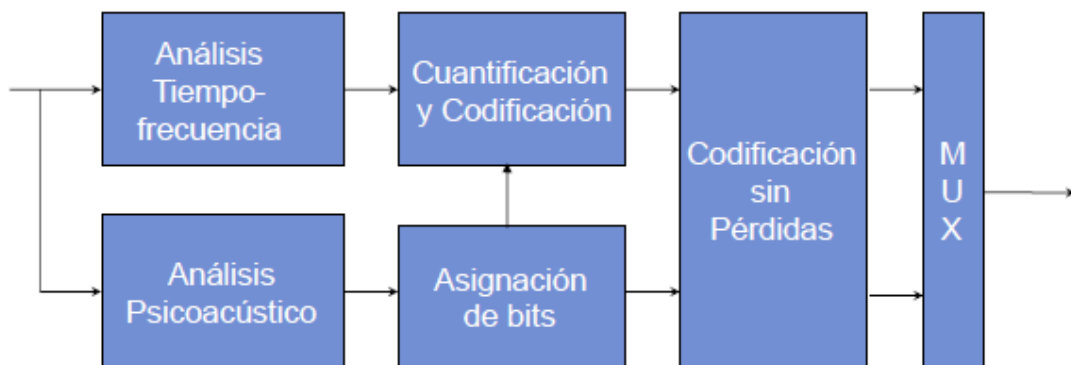 Análisis
Tiempo-
frecuencia
Cuantificación
y Codificación
Codificación
sin
Pérdidas
M
U
X
Análisis
Psicoacústico
Asignación
de bits